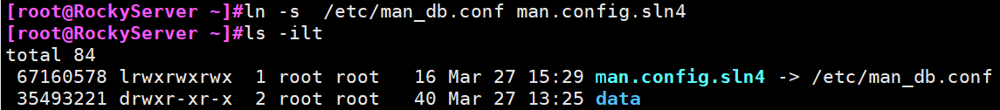 [root@RockyServer ~]#ln -s  /etc/man_db.conf man.config.sln4
[root@RockyServer ~]#ls -ilt
total 84
 67160578 lrwxrwxrwx  1 root root   16 Mar 27 15:29 man.config.sln4 -> /etc/man_db.conf
 35493221 drwxr-xr-x  2 root root   40 Mar 27 13:25 data